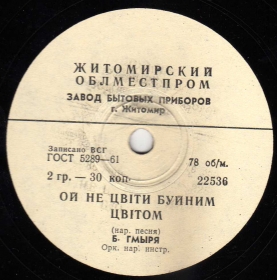 ЖИТОМИРСКИЙ
ОБЛМЕСТПРОМ
ЗАВОД БЫТОВЫХ ПРИБОРОВ
г. Житомир
Записано ВСГ
ГОСТ 5289—61 78 об/м.
2 гр. — 30 коп. 22536
ОЙ НЕ ЦВІТИ БУЙНИМ
ЦВІТОМ
(нар. песня)
Б. ГМЫРЯ
Орк. нар. инстр.